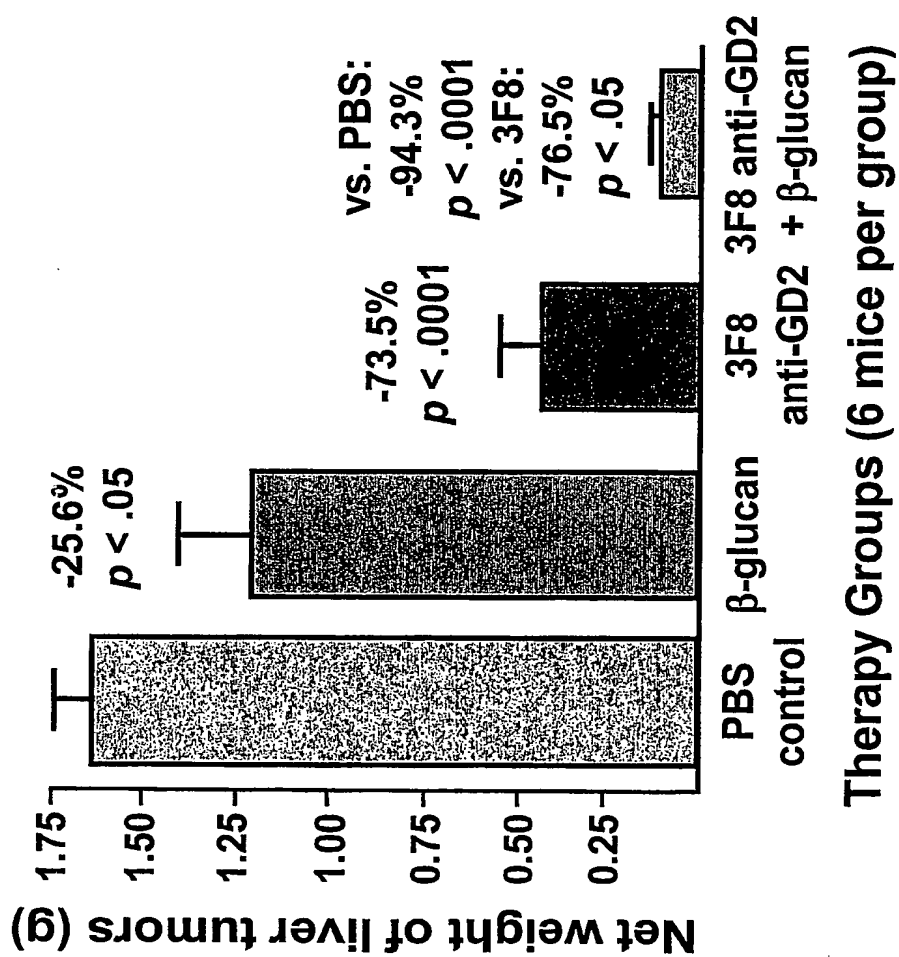 Net weight of liver tumors (g)
1.75
1.50
1.25
1.00
0.75
0.50
0.25
-25.6%
p < .05
-73.5%
p < .0001
vs. PBS:
-94.3%
p < .0001
vs. 3F8:
-76.5%
p < .05
PBS
control
β-glucan
3F8
anti-GD2
3F8 anti-GD2
+ β-glucan
Therapy Groups (6 mice per group)